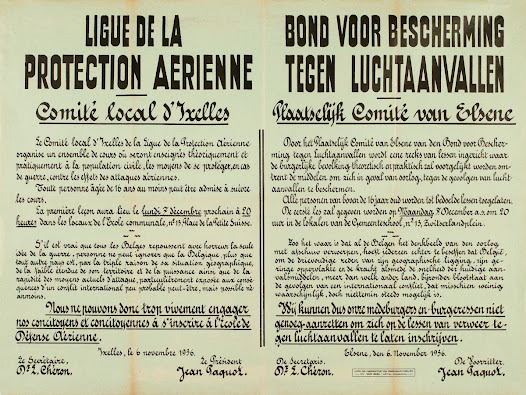 LIGUE DE LA
PROTECTION AERIENNE
Comité local d'Ixelles
Le Comité local d'Ixelles de la Ligue de la Protection Aérienne
organise un ensemble de cours où seront enseignés théoriquement et
pratiquement à la population civile, les moyens de se protéger, en cas
de guerre, contre les effets des attaques aériennes.
Toute personne âgée de 16 ans au moins peut être admise à suivre
les cours.
La première leçon aura lieu le lundi 7 décembre prochain à 20
heures dans les locaux de l'Ecole communale, n° 13, Place de la Petite Suisse.
S'il est vrai que tous les Belges repoussent avec horreur la seule
idée de la guerre, personne ne peut ignorer que la Belgique, plus que
tout autre pays est, par la triple raison de sa situation géographique,
de la faible étendue de son territoire et de la puissance ainsi que de la
rapidité des moyens actuels d'attaque, particulièrement exposée aux consé-
quences d'un conflit international peu probable peut-être, mais possible né-
anmoins.
Nous ne pouvons donc trop vivement engager
nos concitoyens et concitoyennes à s'inscrire à l'école de
Défense Aérienne.
Ixelles, le 6 novembre 1936.
Le Secrétaire,
Dr. L. Chéron.
Le Président
Jean Paquot.
BOND VOOR BESCHERMING
TEGEN LUCHTAANVALLEN
Plaatselijk Comité van Elsene
Door het Plaatselijk Comité van Elsene van den Bond voor Bescher-
ming tegen luchtaanvallen wordt eene reeks van lessen ingericht waar
de burgerlijke bevolking theoretisch en praktisch zal voorgelicht worden om-
trent de middelen om zich in geval van oorlog, tegen de gevolgen van lucht-
aanvallen te beschermen.
Alle personen van de 16 jaar oud worden tot bedoelde lessen toegelaten.
De eerste les zal gegeven worden op Maandag 7 December a.s. om 20
uur in de lokalen van de Gemeenteschool, n° 13, Zwitserlandplein.
Zoo het waar is dat al de Belgen het denkbeeld van den oorlog
met afschuw verwerpen, hoeft iedereen echter te beseffen dat België,
om de drievoudige reden van zijn geographische ligging, zijn ge-
ringe oppervlakte en de kracht alsmede de snelheid der huidige aan-
valsmiddelen, meer dan welk ander land, bijzonder blootstaat aan
de gevolgen van een internationaal conflict, dat misschien weinig
waarschijnlijk, doch niettemin steeds mogelijk is.
Wij kunnen dus onze medeburgers en-burgeressen niet
genoeg aanzetten om zich op de lessen van verweer te-
gen luchtaanvallen te laten inschrijven.
Elsene, den 6 November 1936.
De Secretaris.
Dr. L. Chéron.
De Voorzitter.
Jean Paquot.